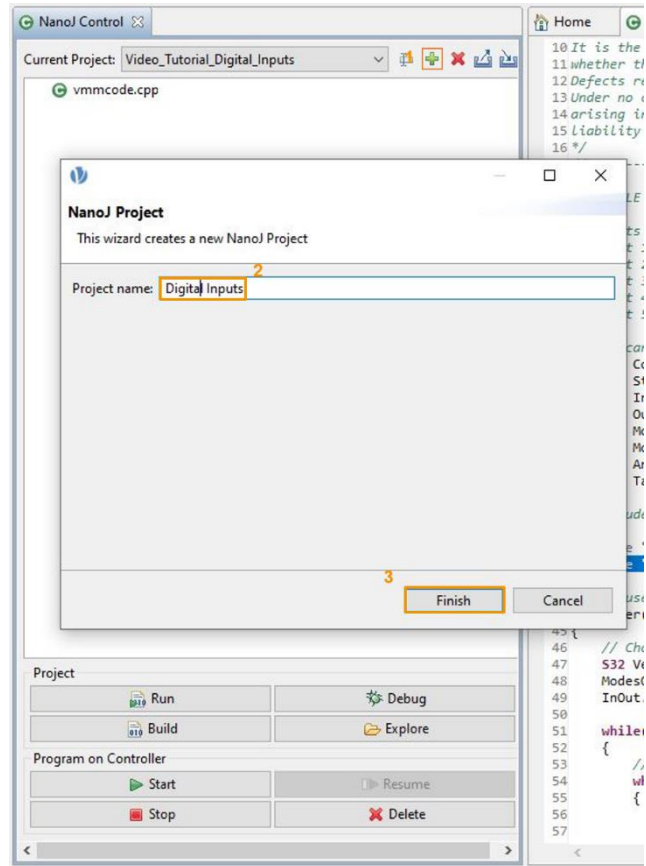 NanoJ Control
Home
Current Project: Video_Tutorial_Digital_Inputs
vmmcode.cpp
10 It is the
11 whether th
12 Defects re
13 Under no
14 arising in
15 liability
16 */
NanoJ Project
This wizard creates a new NanoJ Project
2
Project name: Digital Inputs
3
Finish
Cancel
45 {
46 // Cho
47 S32 Ve
48 ModesO
49 InOut.
50
51 while(
52 {
53 //
54 wh
55 {
56
57
Project
Run
Debug
Build
Explore
Program on Controller
Start
Resume
Stop
Delete